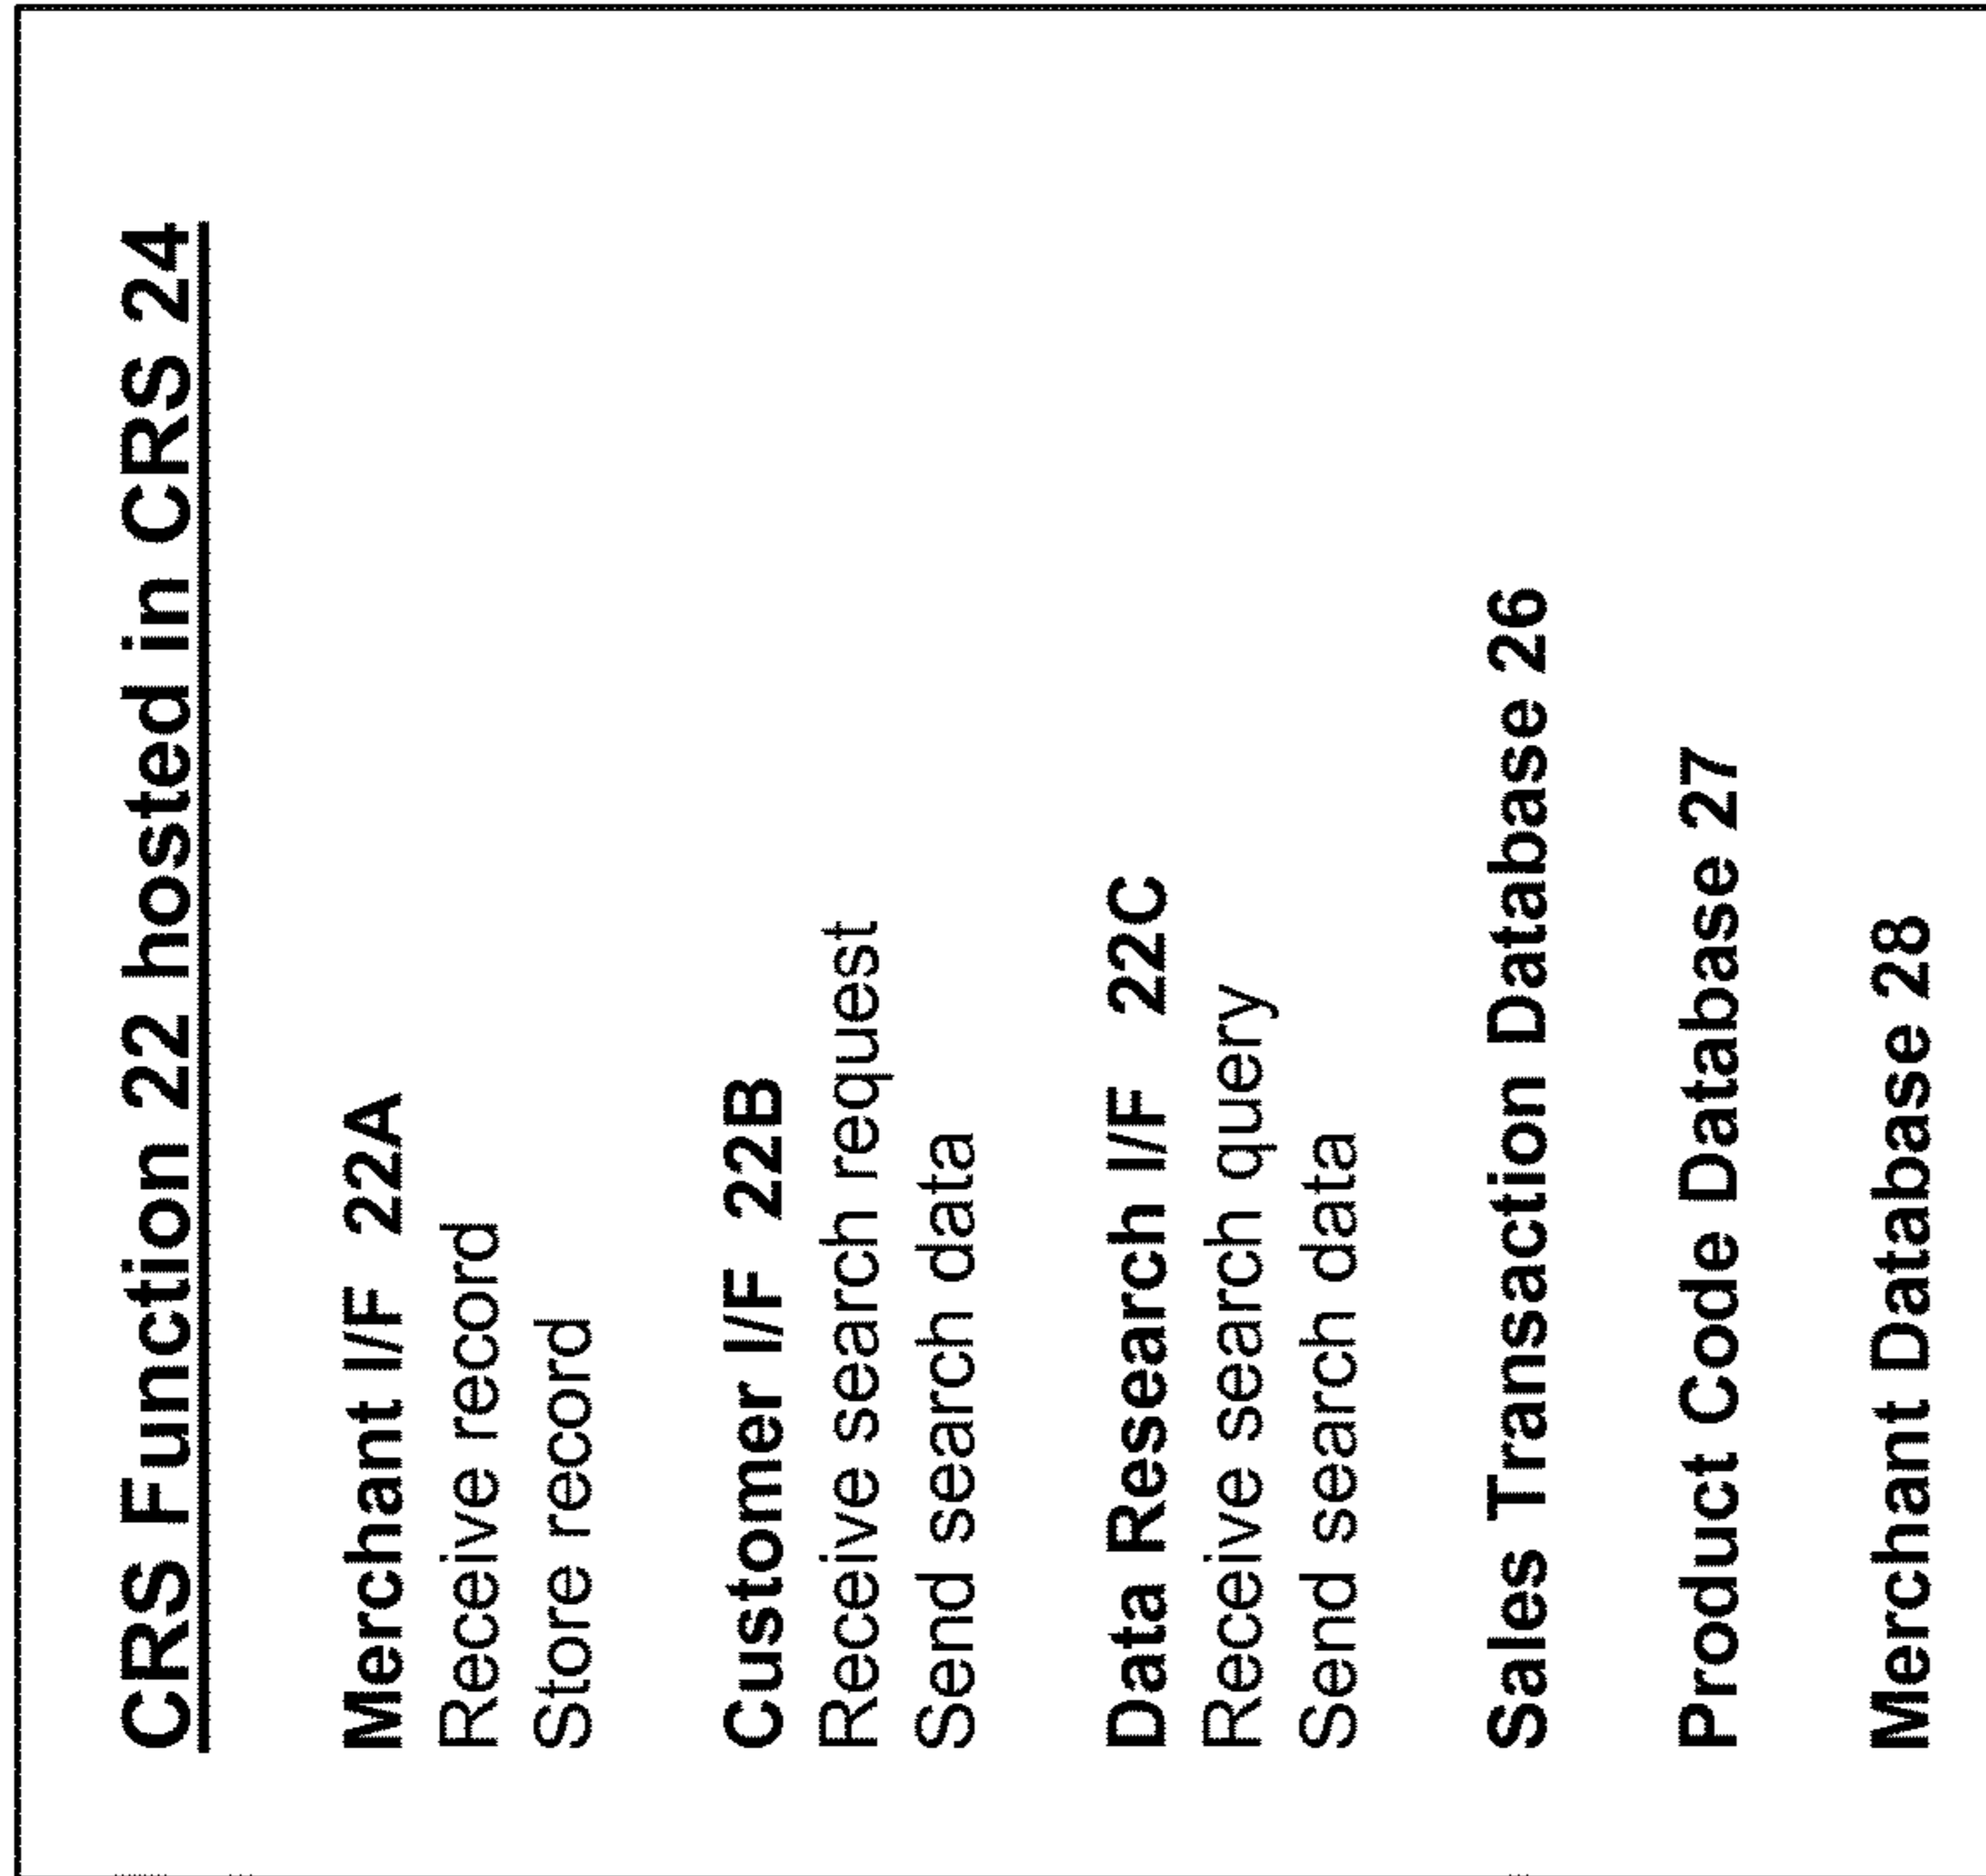 CRS Function 22 hosted in CRS 24
Merchant I/F 22A
Receive record
Store record
Customer I/F 22B
Receive search request
Send search data
Data Research I/F 22C
Receive search query
Send search data
Sales Transaction Database 26
Product Code Database 27
Merchant Database 28